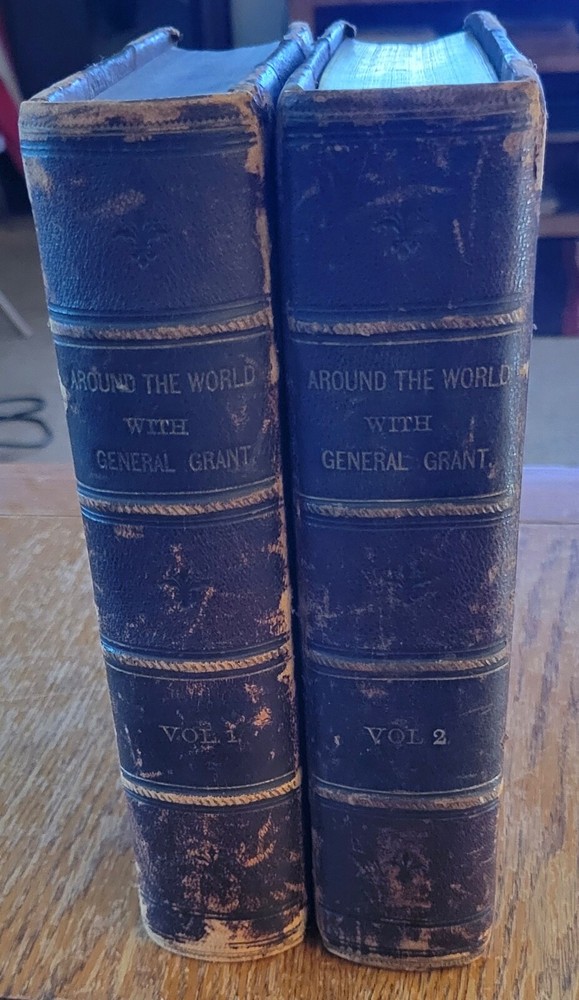 AROUND THE WORLD
WITH
GENERAL GRANT.
VOL 1
AROUND THE WORLD
WITH
GENERAL GRANT.
VOL 2